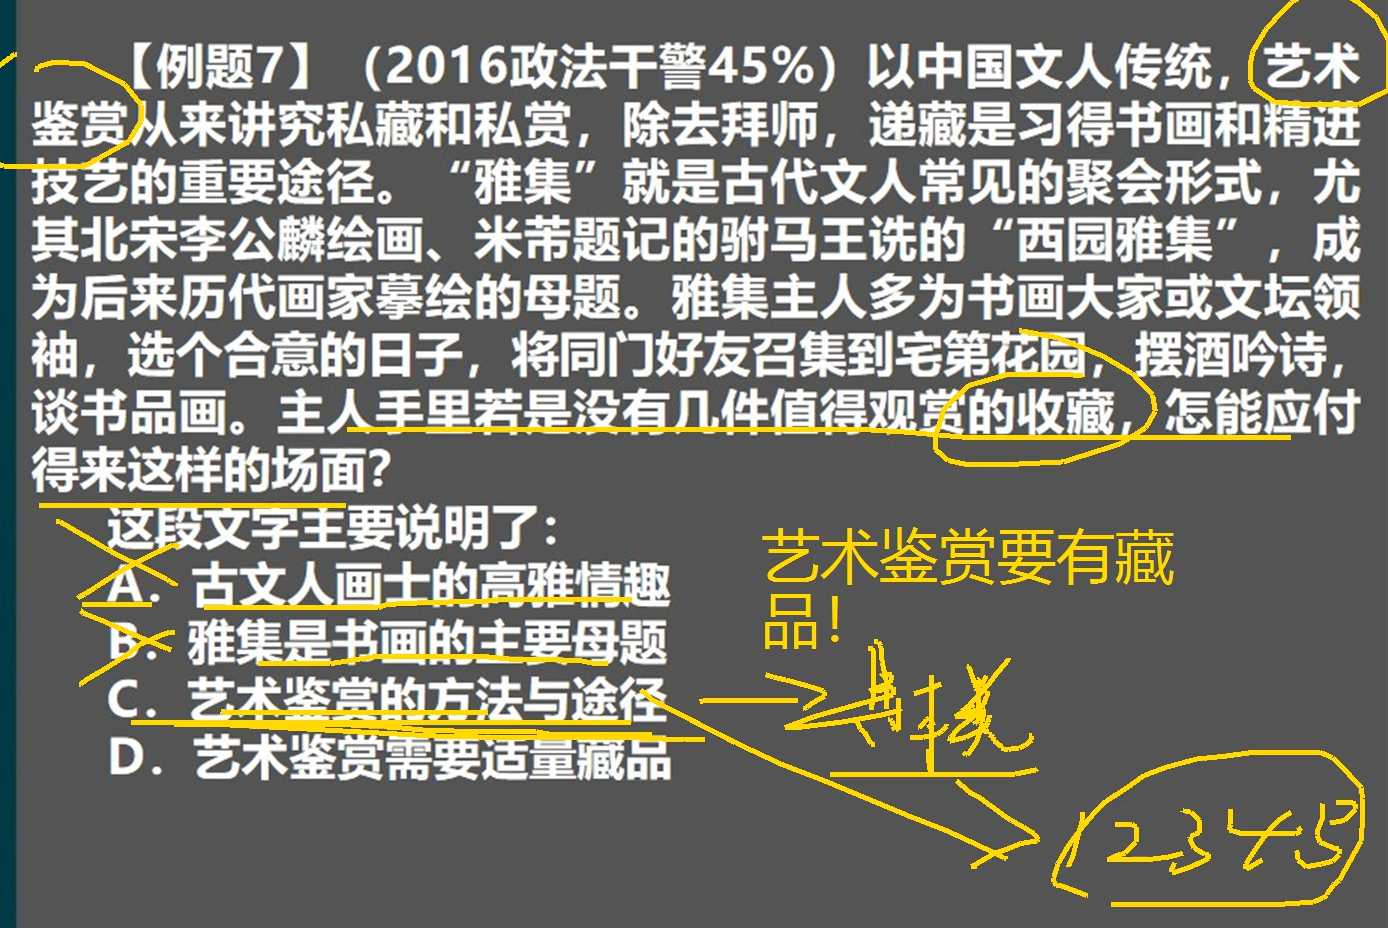 【例题7】（2016政法干警45%）以中国文人传统，艺术
鉴赏从来讲究私藏和私赏，除去拜师，递藏是习得书画和精进
技艺的重要途径。“雅集”就是古代文人常见的聚会形式，尤
其北宋李公麟绘画、米芾题记的驸马王诜的“西园雅集”，成
为后来历代画家摹绘的母题。雅集主人多为书画大家或文坛领
袖，选个合意的日子，将同门好友召集到宅第花园，摆酒吟诗，
谈书品画。主人手里若是没有几件值得观赏的收藏，怎能应付
得来这样的场面？
这段文字主要说明了：
A．古文人画士的高雅情趣
B．雅集是书画的主要母题
C．艺术鉴赏的方法与途径
D．艺术鉴赏需要适量藏品
艺术鉴赏要有藏
品！
12345